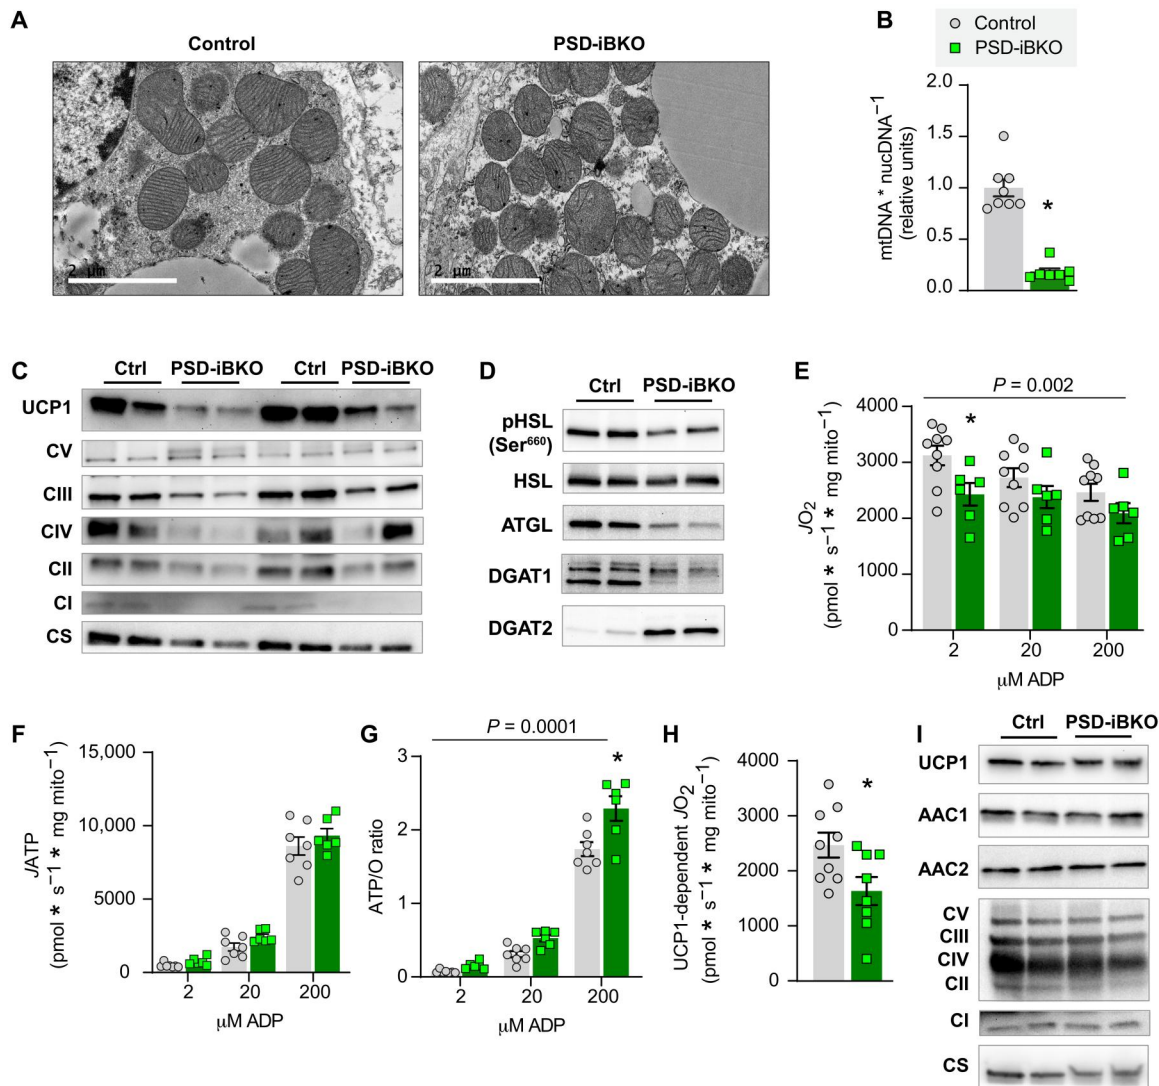 A
Control
PSD-iBKO
2 μm
2 μm
B
Control
PSD-iBKO
mtDNA * nucDNA⁻¹
(relative units)
2.0
1.5
1.0
0.5
0.0
*
C
Ctrl
PSD-iBKO
Ctrl
PSD-iBKO
UCP1
CV
CIII
CIV
CII
CI
CS
D
Ctrl
PSD-iBKO
pHSL
(Ser⁶⁶⁰)
HSL
ATGL
DGAT1
DGAT2
E
P = 0.002
*
JO₂
(pmol * s⁻¹ * mg mito⁻¹)
4000
3000
2000
1000
0
2 20 200
μM ADP
F
JATP
(pmol * s⁻¹ * mg mito⁻¹)
15,000
10,000
5000
0
2 20 200
μM ADP
G
P = 0.0001
*
ATP/O ratio
3
2
1
0
2 20 200
μM ADP
H
*
UCP1-dependent JO₂
(pmol * s⁻¹ * mg mito⁻¹)
4000
3000
2000
1000
0
I
Ctrl
PSD-iBKO
UCP1
AAC1
AAC2
CV
CIII
CIV
CII
CI
CS